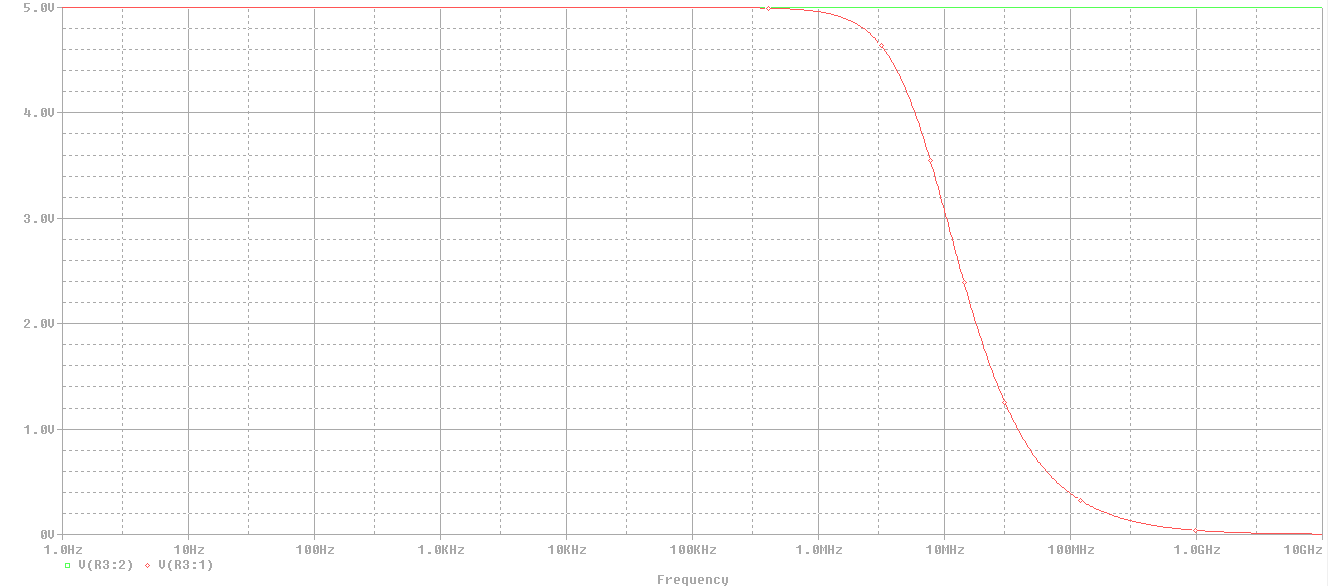 5.0V
4.0V
3.0V
2.0V
1.0V
0V
1.0Hz 10Hz 100Hz 1.0KHz 10KHz 100KHz 1.0MHz 10MHz 100MHz 1.0GHz 10GHz
V(R3:2) V(R3:1)
Frequency